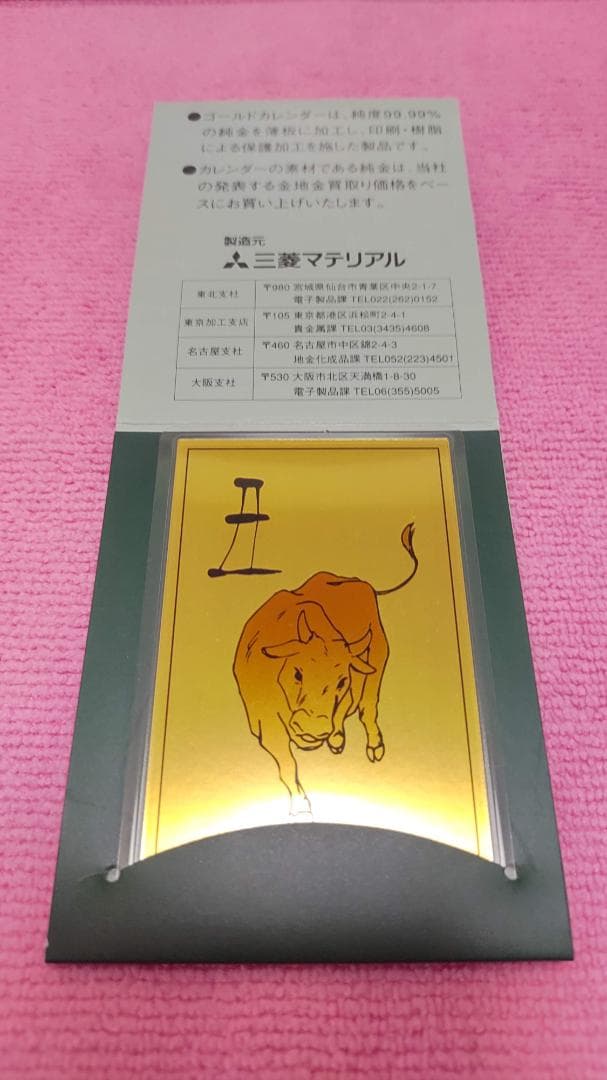 ●ゴールドカレンダーは、純度99.99%
の純金を薄板に加工し、印刷・樹脂
による保護加工を施した製品です。
●カレンダーの素材である純金は、当社
の発表する金地金買取り価格をベー
スにお買い上げいたします。
製造元
三菱マテリアル
東北支社 〒980 宮城県仙台市青葉区中央2-1-7
電子製品課 TEL022(262)0152
東京加工支店 〒105 東京都港区浜松町2-4-1
貴金属課 TEL03(3435)4608
名古屋支社 〒460 名古屋市中区錦2-4-3
地金化成品課 TEL052(223)4501
大阪支社 〒530 大阪市北区天満橋1-8-30
電子製品課 TEL06(355)5005
丑